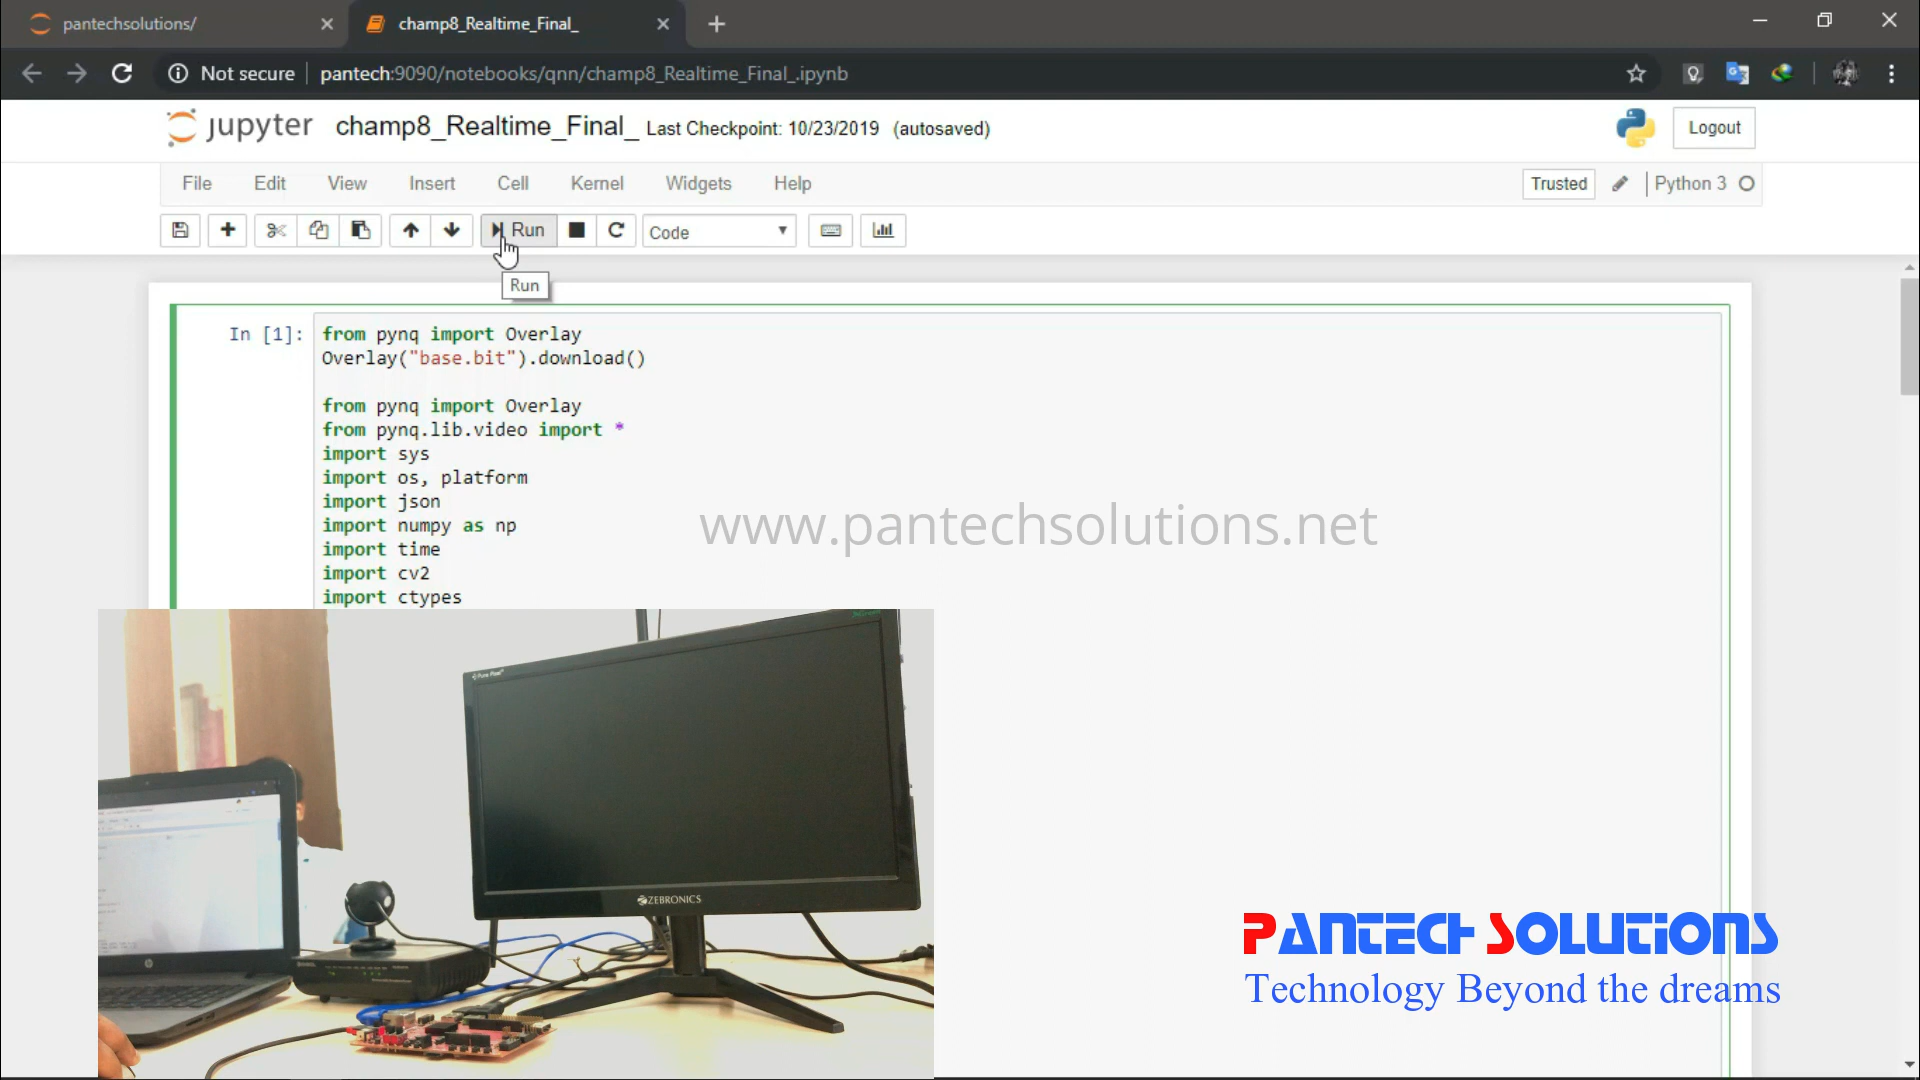 pantechsolutions/
champ8_Realtime_Final_
Not secure
pantech:9090/notebooks/qnn/champ8_Realtime_Final_.ipynb
jupyter
champ8_Realtime_Final_
Last Checkpoint: 10/23/2019 (autosaved)
Logout
File Edit View Insert Cell Kernel Widgets Help
Trusted
Python 3
Run
Code
Run
In [1]:
from pynq import Overlay
Overlay("base.bit").download()
from pynq import Overlay
from pynq.lib.video import *
import sys
import os, platform
import json
import numpy as np
import time
import cv2
import ctypes
www.pantechsolutions.net
Pure Pixel
ZEBRONICS
hp
PANTECH SOLUTIONS
Technology Beyond the dreams